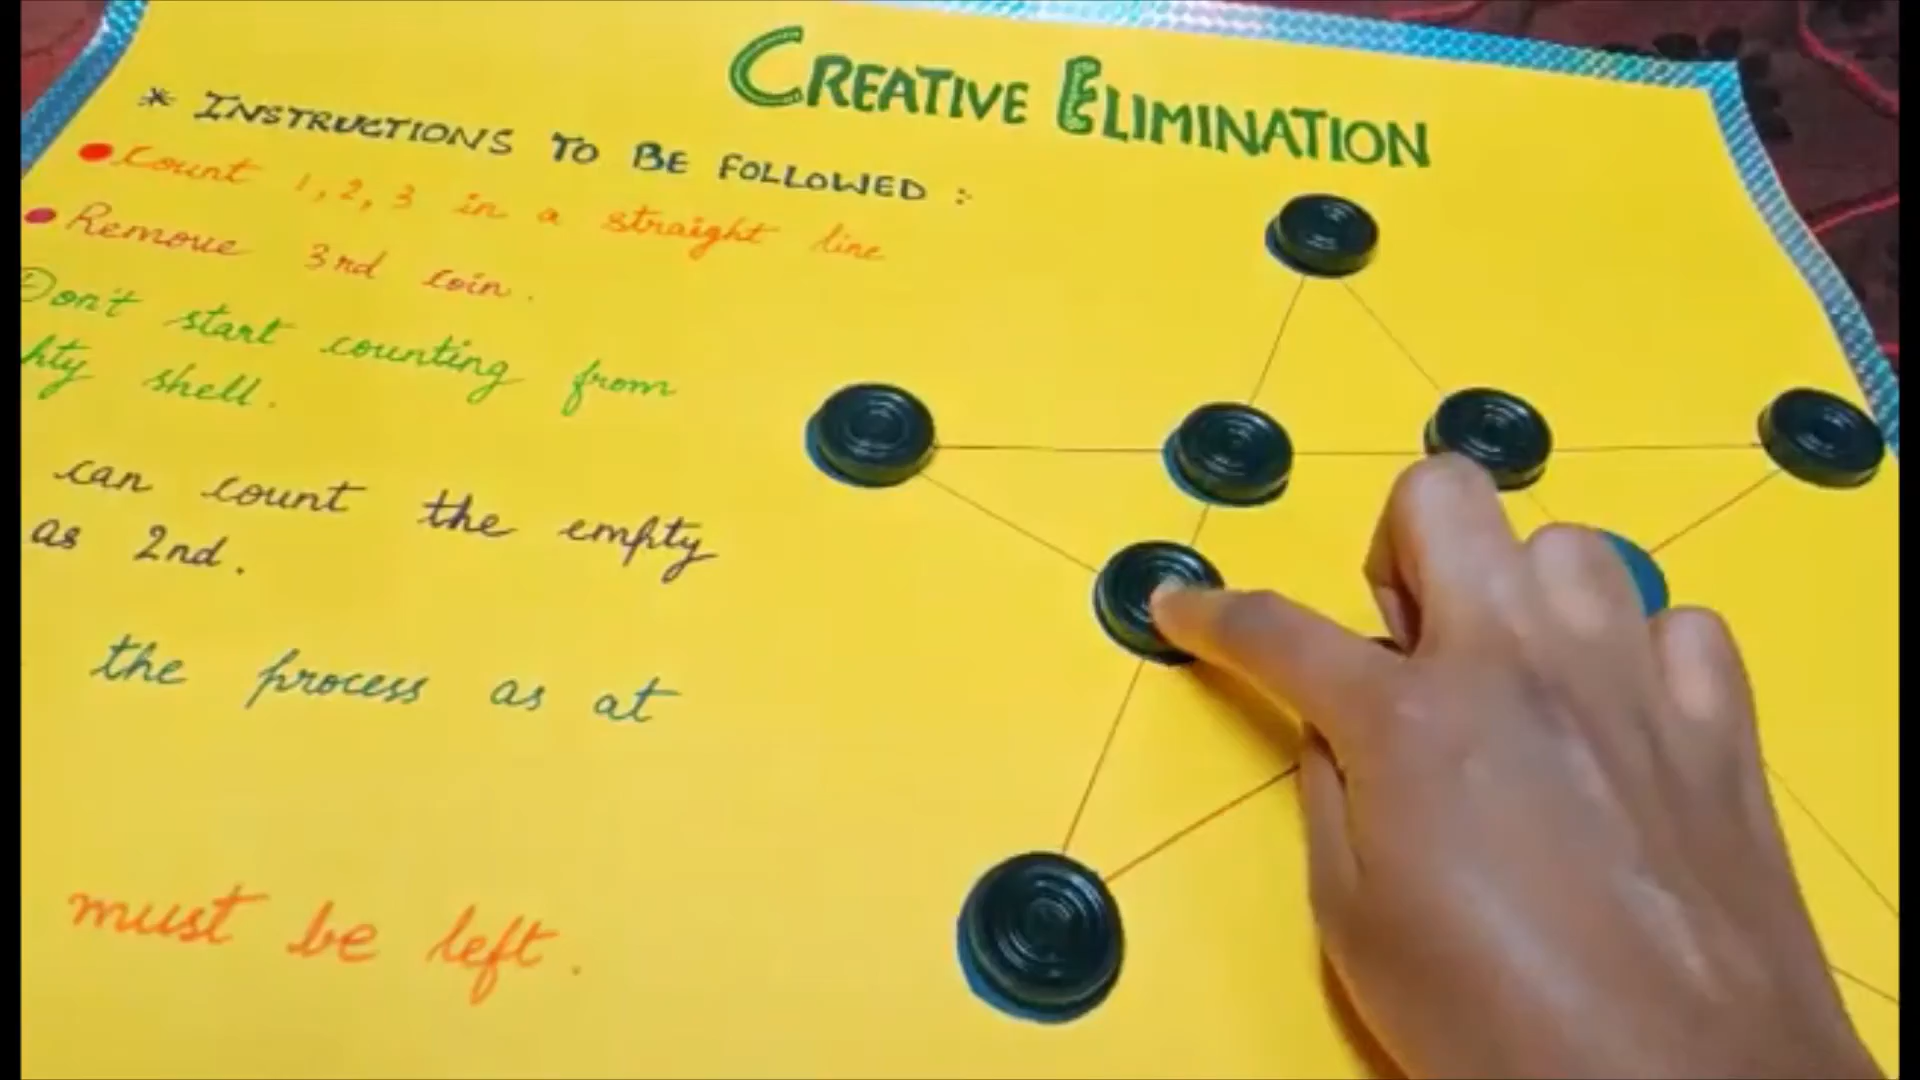 CREATIVE ELIMINATION
* INSTRUCTIONS TO BE FOLLOWED :
Count 1, 2, 3 in a straight line
Remove 3rd coin.
Don't start counting from
shell.
can count the empty
as 2nd.
the process as at
must be left.